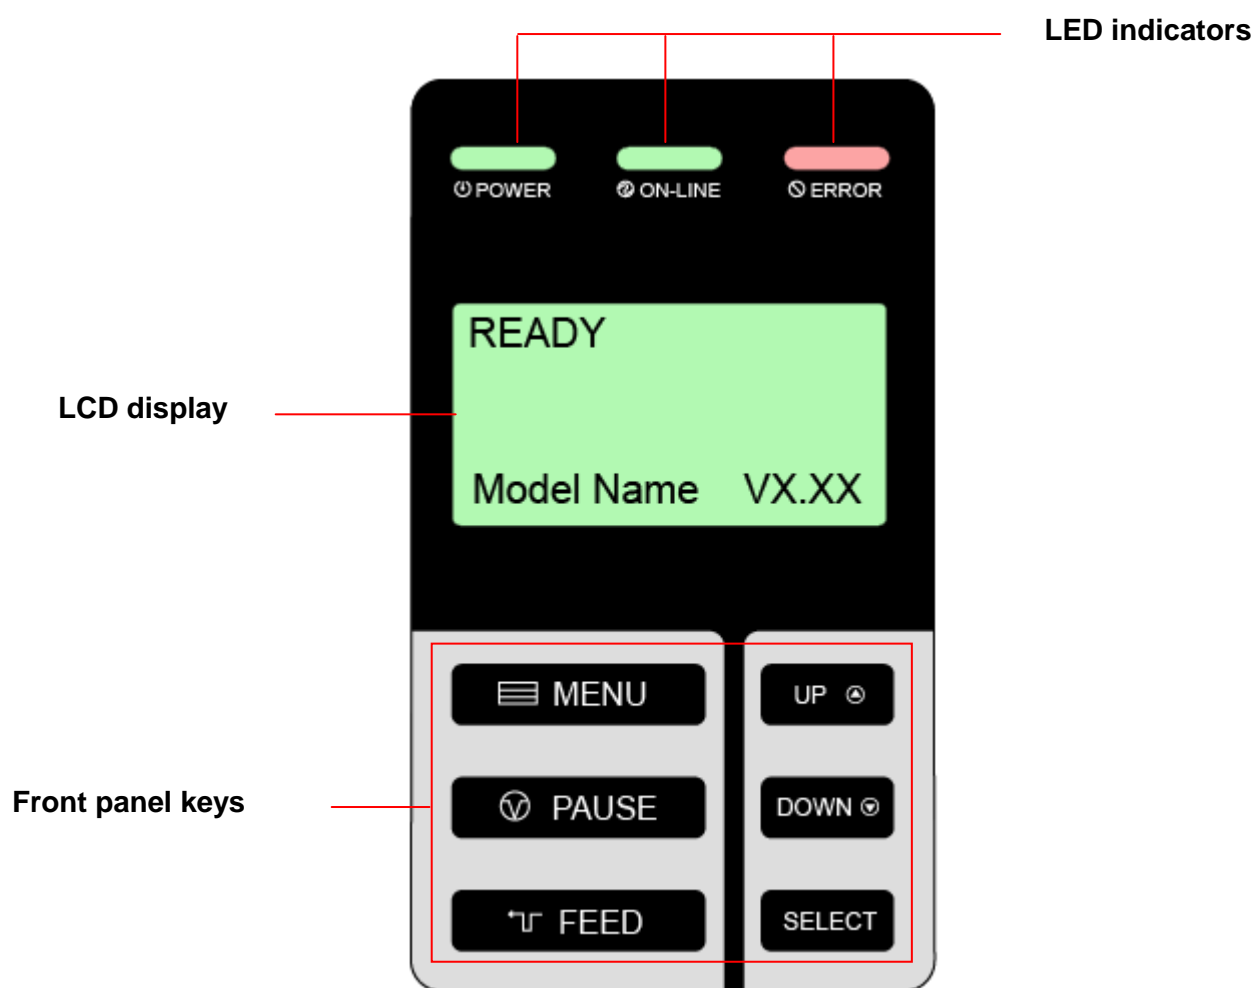 LED indicators
POWER ON-LINE ERROR
READY
LCD display
Model Name VX.XX
MENU UP
Front panel keys
PAUSE DOWN
FEED SELECT